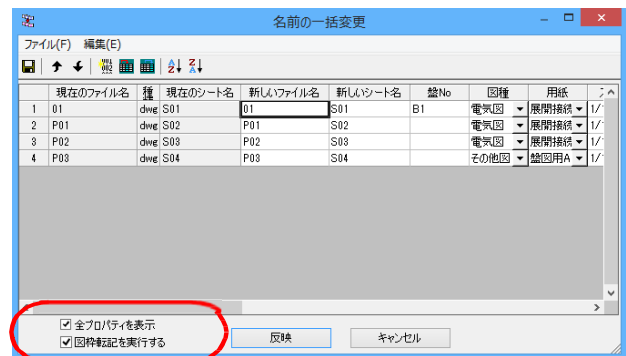 名前の一括変更
ファイル(F) 編集(E)
現在のファイル名 種 現在のシート名 新しいファイル名 新しいシート名 盤No 図種 用紙
1 01 dwg S01 01 S01 B1 電気図 展開接続 1/
2 P01 dwg S02 P01 S02 電気図 展開接続 1/
3 P02 dwg S03 P02 S03 電気図 展開接続 1/
4 P03 dwg S04 P03 S04 その他図 盤図用A 1/
全プロパティを表示
図枠転記を実行する
反映 キャンセル